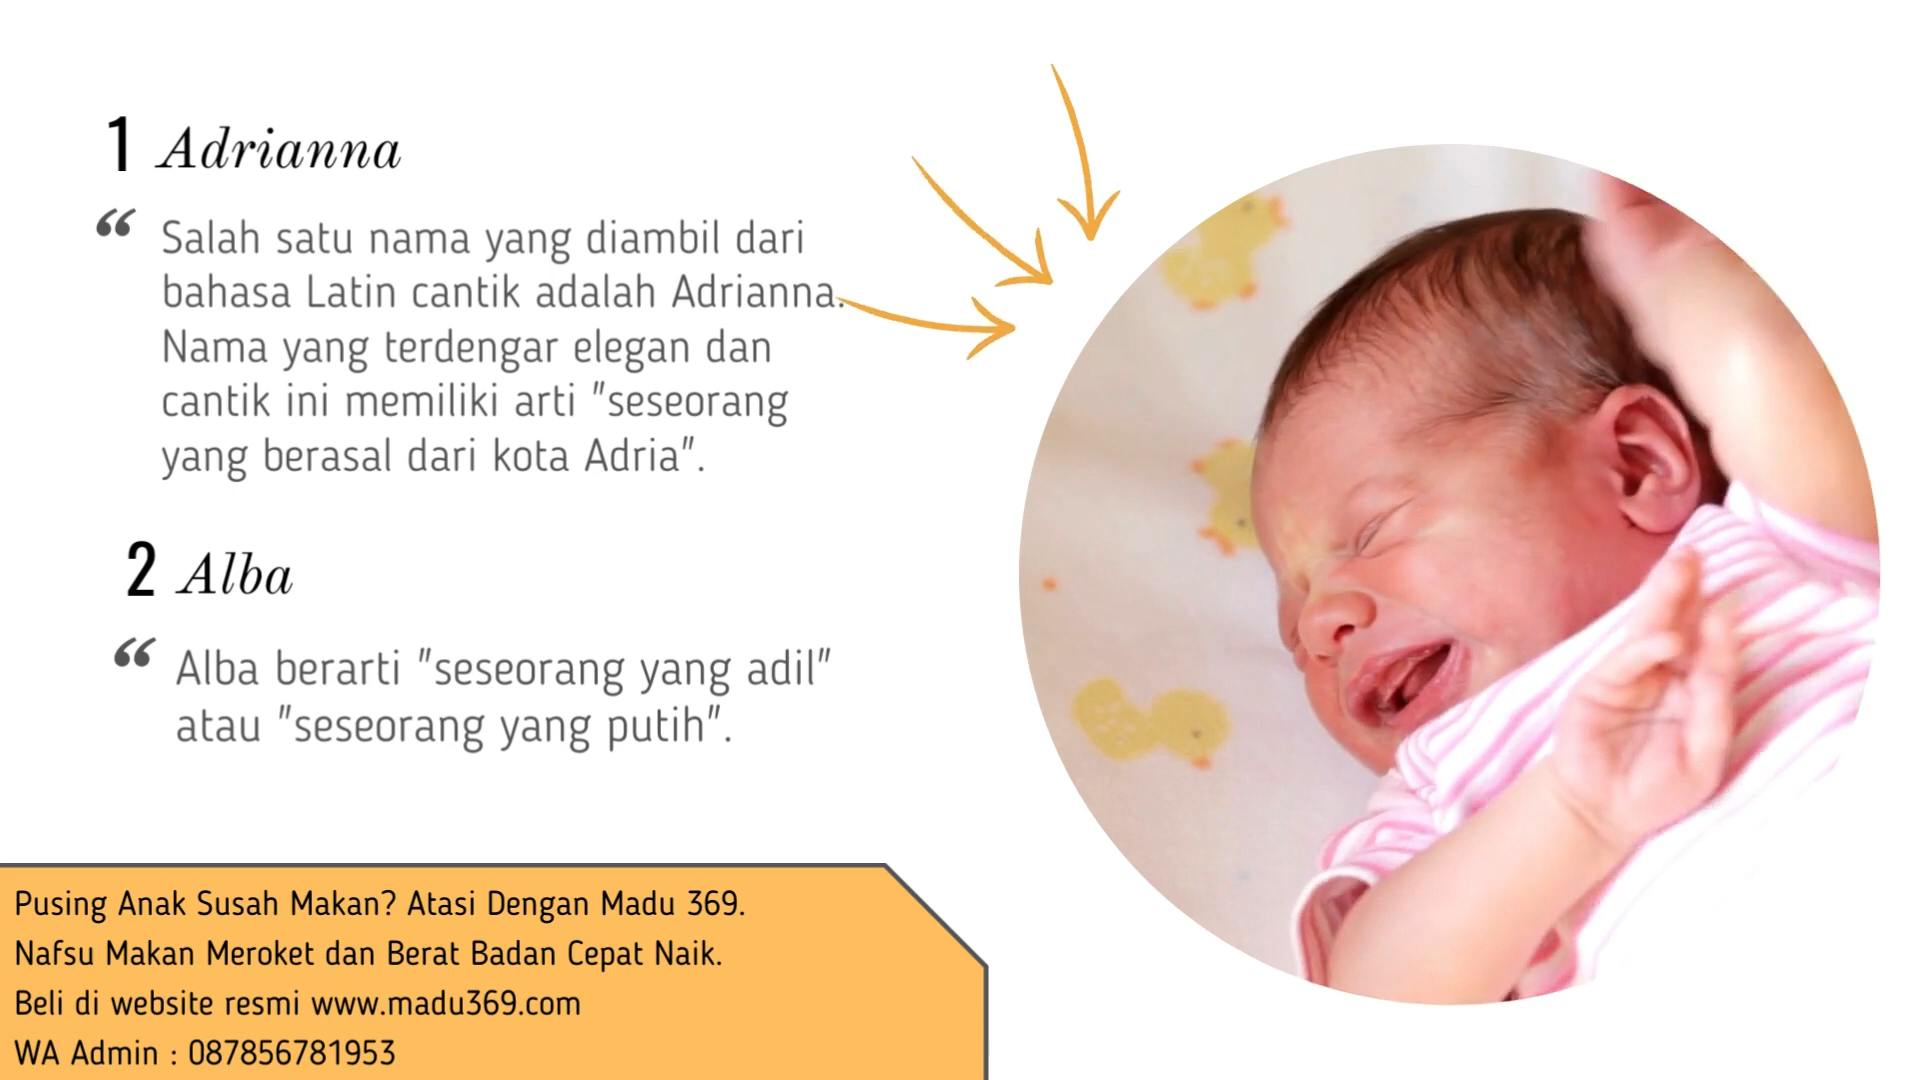 1 Adrianna
“ Salah satu nama yang diambil dari
bahasa Latin cantik adalah Adrianna.
Nama yang terdengar elegan dan
cantik ini memiliki arti "seseorang
yang berasal dari kota Adria".
2 Alba
“ Alba berarti "seseorang yang adil"
atau "seseorang yang putih".
Pusing Anak Susah Makan? Atasi Dengan Madu 369.
Nafsu Makan Meroket dan Berat Badan Cepat Naik.
Beli di website resmi www.madu369.com
WA Admin : 087856781953